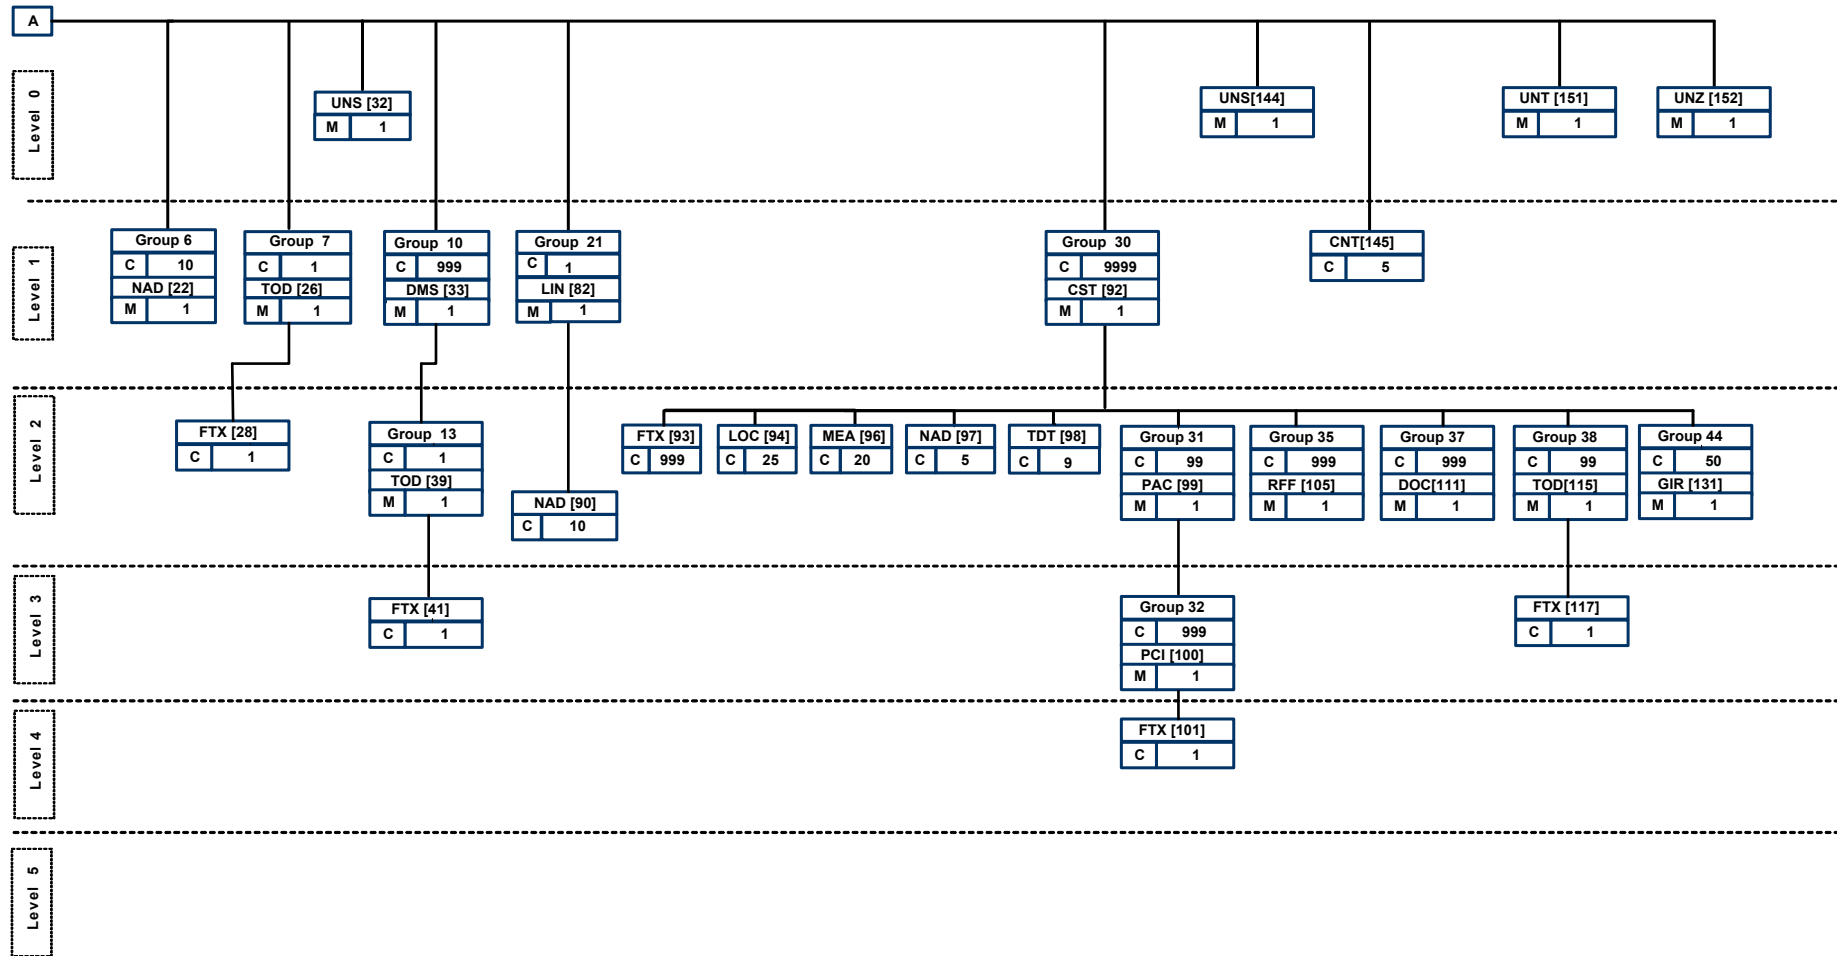 A
Level 0
UNS [32]
M 1
UNS[144]
M 1
UNT [151]
M 1
UNZ [152]
M 1
Level 1
Group 6
C 10
NAD [22]
M 1
Group 7
C 1
TOD [26]
M 1
Group 10
C 999
DMS [33]
M 1
Group 21
C 1
LIN [82]
M 1
Group 30
C 9999
CST [92]
M 1
CNT[145]
C 5
Level 2
FTX [28]
C 1
Group 13
C 1
TOD [39]
M 1
NAD [90]
C 10
FTX [93]
C 999
LOC [94]
C 25
MEA [96]
C 20
NAD [97]
C 5
TDT [98]
C 9
Group 31
C 99
PAC [99]
M 1
Group 35
C 999
RFF [105]
M 1
Group 37
C 999
DOC[111]
M 1
Group 38
C 99
TOD[115]
M 1
Group 44
C 50
GIR [131]
M 1
Level 3
FTX [41]
C 1
Group 32
C 999
PCI [100]
M 1
FTX [117]
C 1
Level 4
FTX [101]
C 1
Level 5